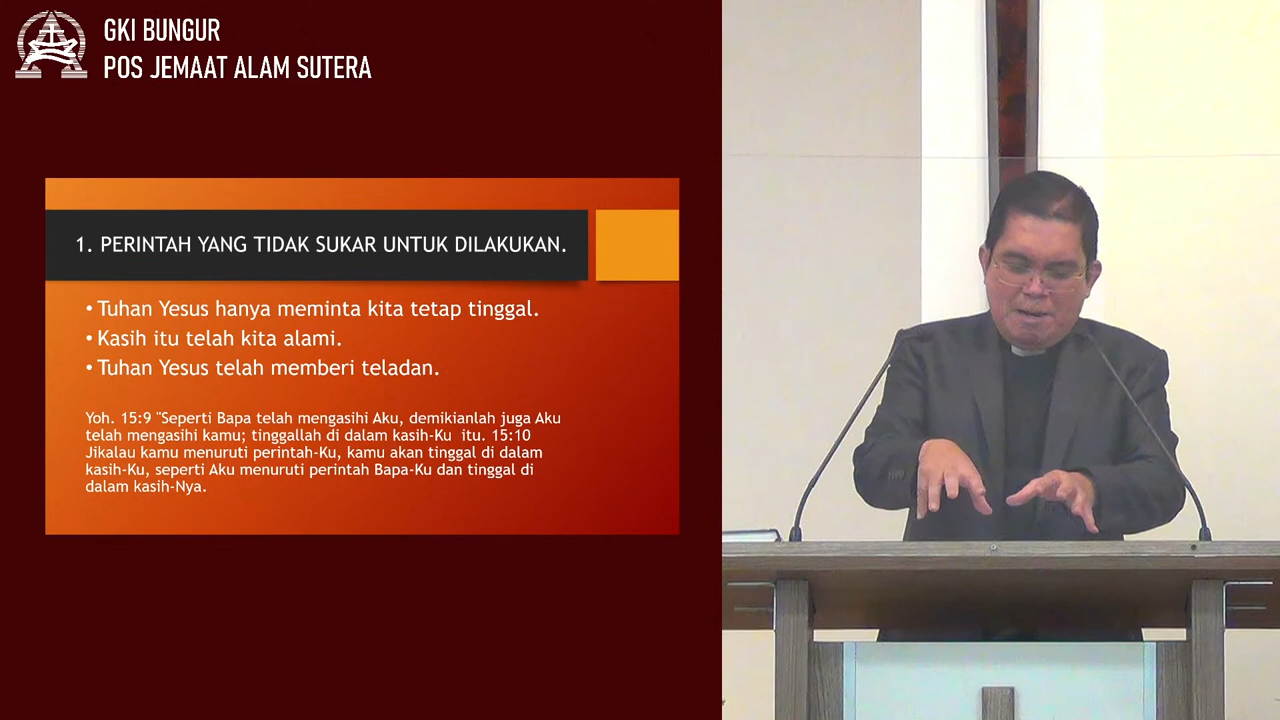 GKI BUNGUR
POS JEMAAT ALAM SUTERA
1. PERINTAH YANG TIDAK SUKAR UNTUK DILAKUKAN.
• Tuhan Yesus hanya meminta kita tetap tinggal.
• Kasih itu telah kita alami.
• Tuhan Yesus telah memberi teladan.
Yoh. 15:9 "Seperti Bapa telah mengasihi Aku, demikianlah juga Aku
telah mengasihi kamu; tinggallah di dalam kasih-Ku  itu. 15:10
Jikalau kamu menuruti perintah-Ku, kamu akan tinggal di dalam
kasih-Ku, seperti Aku menuruti perintah Bapa-Ku dan tinggal di
dalam kasih-Nya.